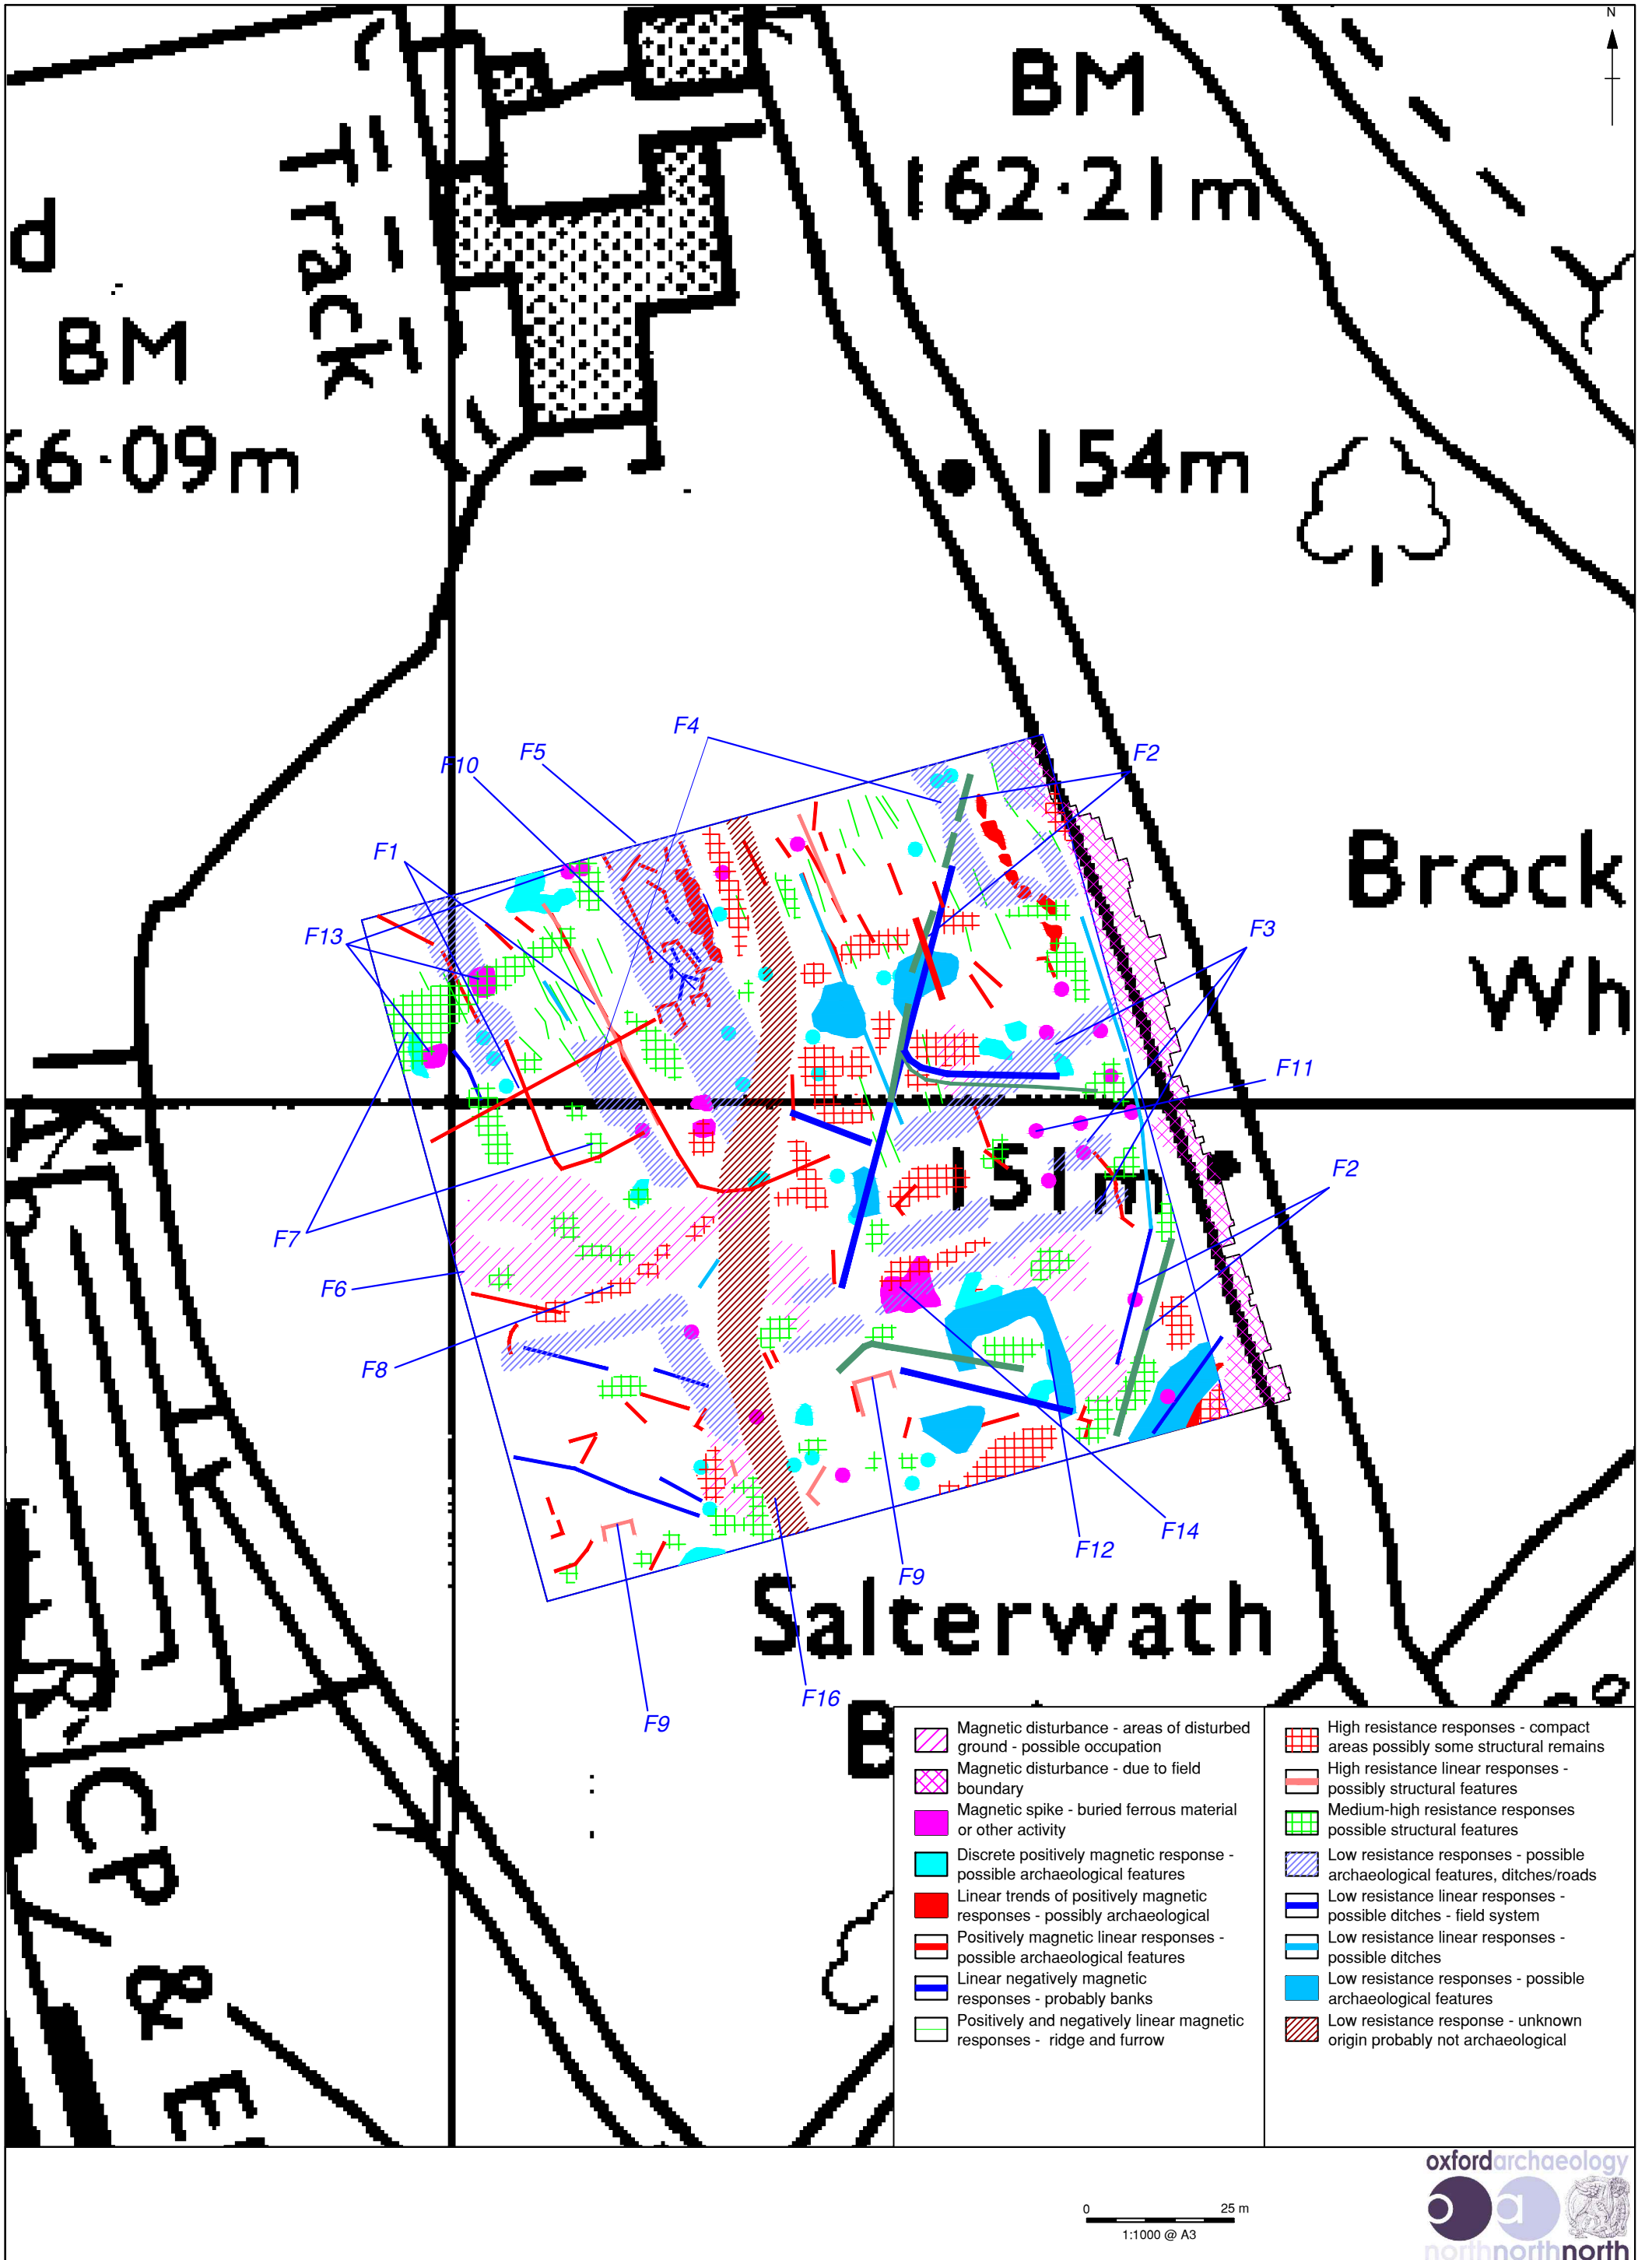 N
BM
162·21m
Track
d
BM
66·09m
154m
F4
F2
F5
F10
F1
Brock
F13
F3
Wh
F11
151m
F2
F7
F6
F8
F14
F12
F9
Salterwath
F16
F9
B
Cp & E
Magnetic disturbance - areas of disturbed
ground - possible occupation
Magnetic disturbance - due to field
boundary
Magnetic spike - buried ferrous material
or other activity
Discrete positively magnetic response -
possible archaeological features
Linear trends of positively magnetic
responses - possibly archaeological
Positively magnetic linear responses -
possible archaeological features
Linear negatively magnetic
responses - probably banks
Positively and negatively linear magnetic
responses - ridge and furrow
High resistance responses - compact
areas possibly some structural remains
High resistance linear responses -
possibly structural features
Medium-high resistance responses
possible structural features
Low resistance responses - possible
archaeological features, ditches/roads
Low resistance linear responses -
possible ditches - field system
Low resistance linear responses -
possible ditches
Low resistance responses - possible
archaeological features
Low resistance response - unknown
origin probably not archaeological
0 25 m
1:1000 @ A3
oxfordarchaeology
o a
northnorthnorth